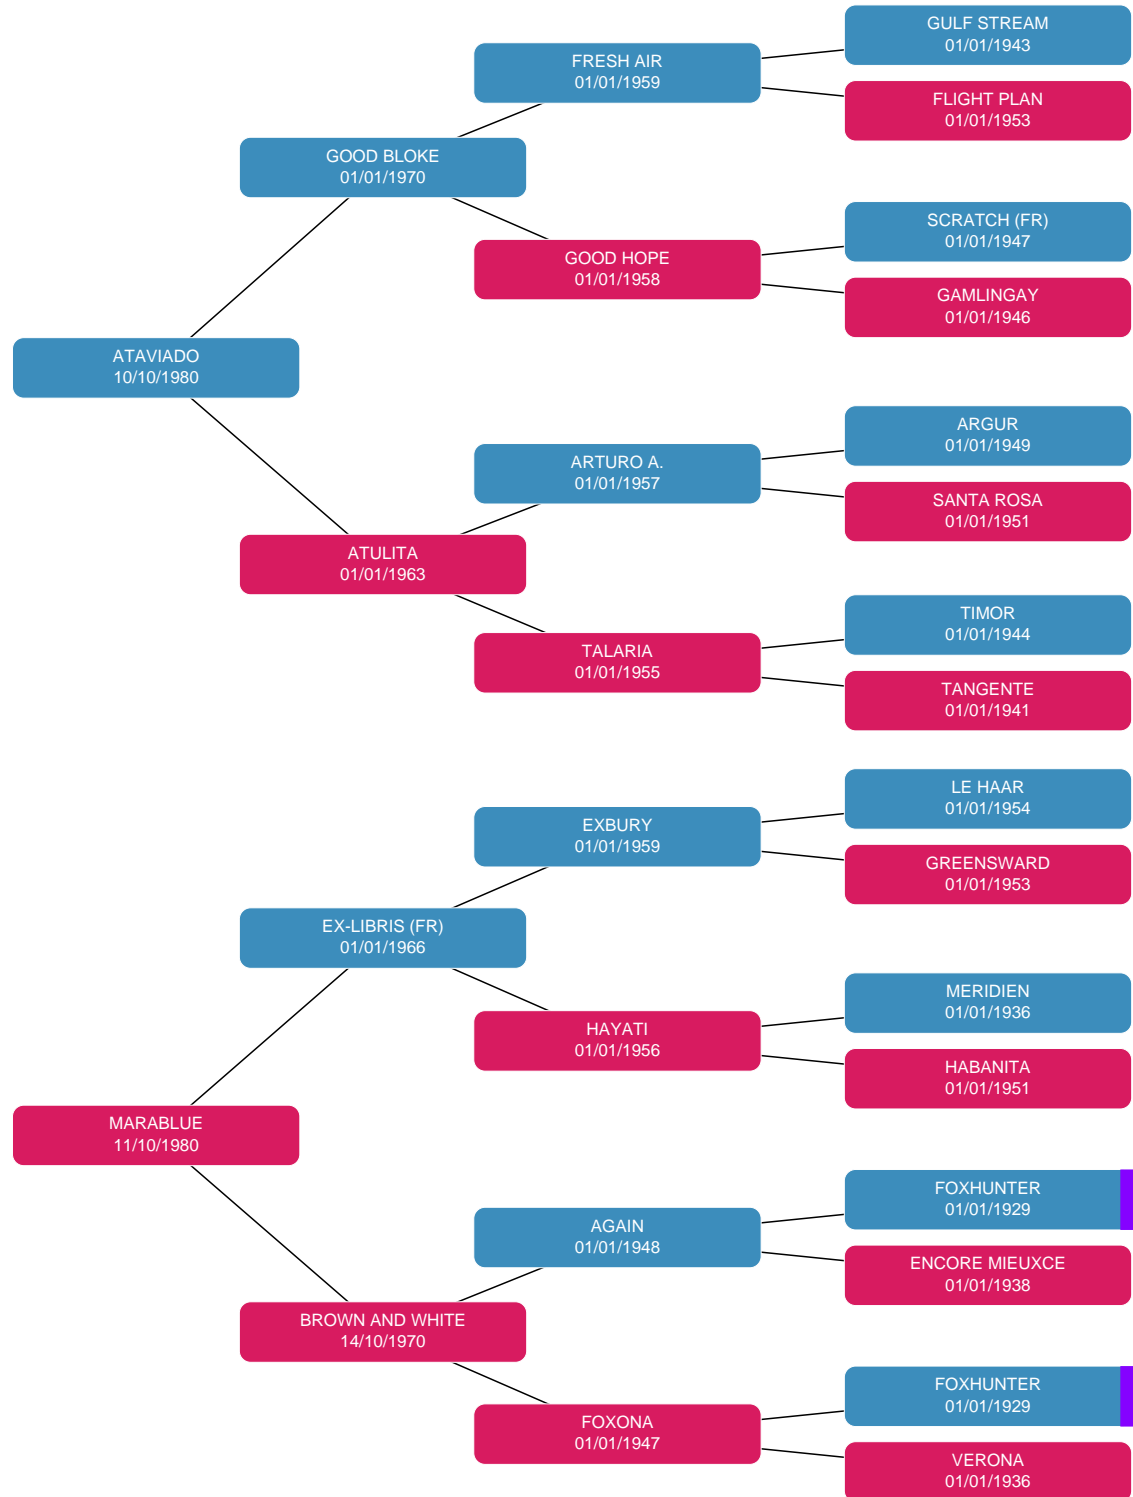 GULF STREAM
01/01/1943
FRESH AIR
01/01/1959
FLIGHT PLAN
01/01/1953
GOOD BLOKE
01/01/1970
SCRATCH (FR)
01/01/1947
GOOD HOPE
01/01/1958
GAMLINGAY
01/01/1946
ATAVIADO
10/10/1980
ARGUR
01/01/1949
ARTURO A.
01/01/1957
SANTA ROSA
01/01/1951
ATULITA
01/01/1963
TIMOR
01/01/1944
TALARIA
01/01/1955
TANGENTE
01/01/1941
LE HAAR
01/01/1954
EXBURY
01/01/1959
GREENSWARD
01/01/1953
EX-LIBRIS (FR)
01/01/1966
MERIDIEN
01/01/1936
HAYATI
01/01/1956
HABANITA
01/01/1951
MARABLUE
11/10/1980
FOXHUNTER
01/01/1929
AGAIN
01/01/1948
ENCORE MIEUXCE
01/01/1938
BROWN AND WHITE
14/10/1970
FOXHUNTER
01/01/1929
FOXONA
01/01/1947
VERONA
01/01/1936